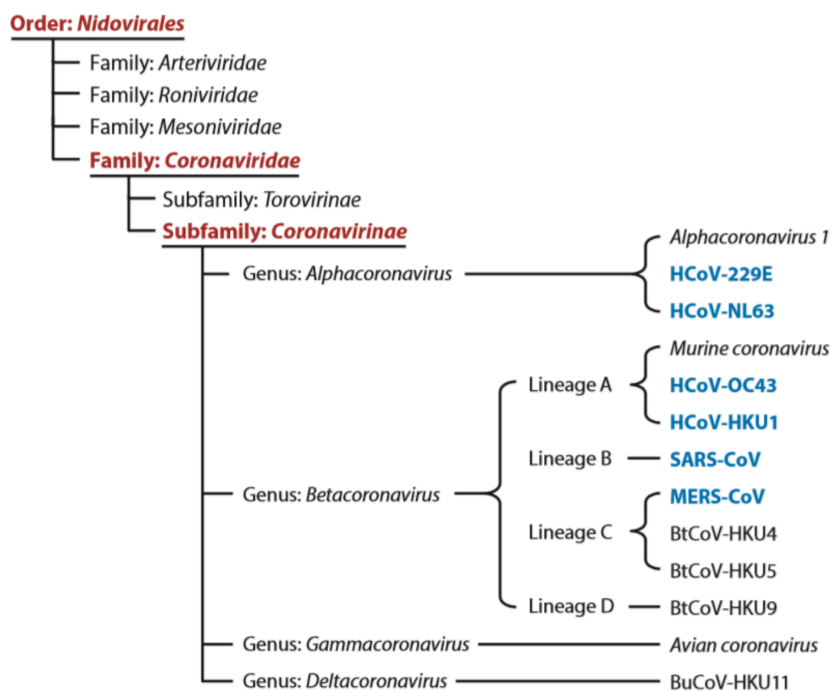 Order: Nidovirales
Family: Arteriviridae
Family: Roniviridae
Family: Mesoniviridae
Family: Coronaviridae
Subfamily: Torovirinae
Subfamily: Coronavirinae
Genus: Alphacoronavirus
Alphacoronavirus 1
HCoV-229E
HCoV-NL63
Genus: Betacoronavirus
Lineage A
Murine coronavirus
HCoV-OC43
HCoV-HKU1
Lineage B
SARS-CoV
Lineage C
MERS-CoV
BtCoV-HKU4
BtCoV-HKU5
Lineage D
BtCoV-HKU9
Genus: Gammacoronavirus
Avian coronavirus
Genus: Deltacoronavirus
BuCoV-HKU11